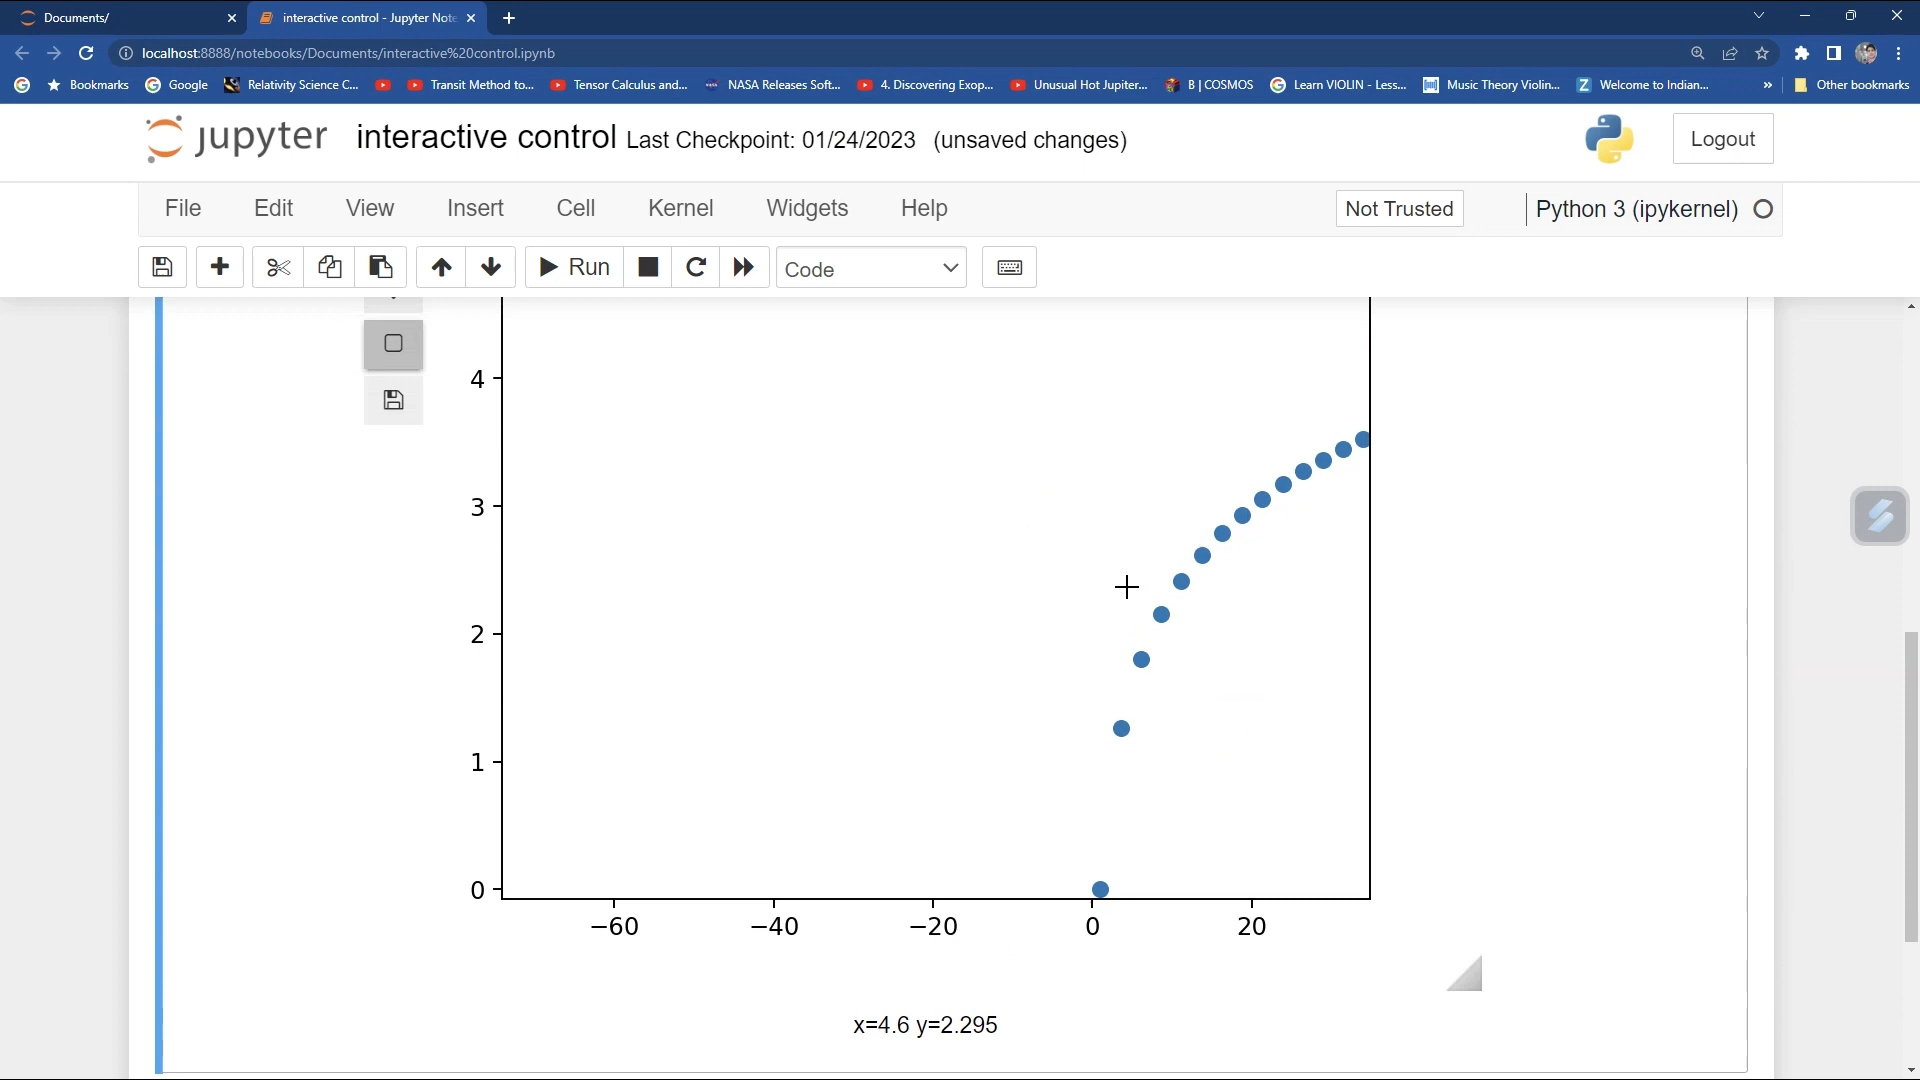 Documents/
interactive control - Jupyter Note
localhost:8888/notebooks/Documents/interactive%20control.ipynb
Bookmarks Google Relativity Science C... Transit Method to... Tensor Calculus and... NASA Releases Soft... 4. Discovering Exop... Unusual Hot Jupiter... B | COSMOS Learn VIOLIN - Less... Music Theory Violin... Welcome to Indian... » Other bookmarks
jupyter interactive control Last Checkpoint: 01/24/2023 (unsaved changes)
Logout
File Edit View Insert Cell Kernel Widgets Help
Not Trusted
Python 3 (ipykernel)
Run
Code
4
3
2
1
0
−60 −40 −20 0 20
x=4.6 y=2.295